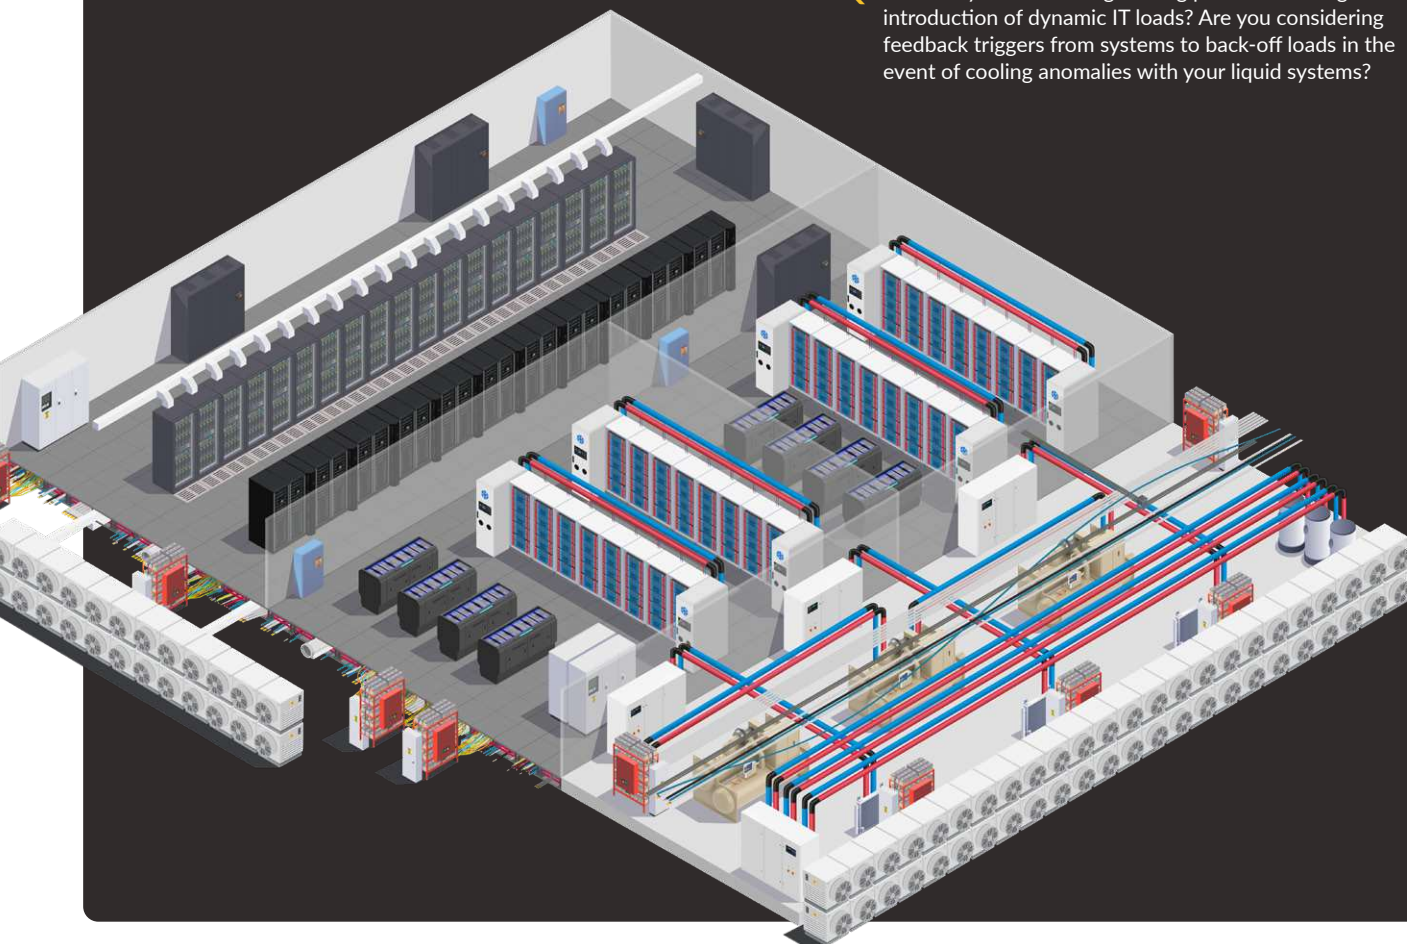 introduction of dynamic IT loads? Are you considering
feedback triggers from systems to back-off loads in the
event of cooling anomalies with your liquid systems?